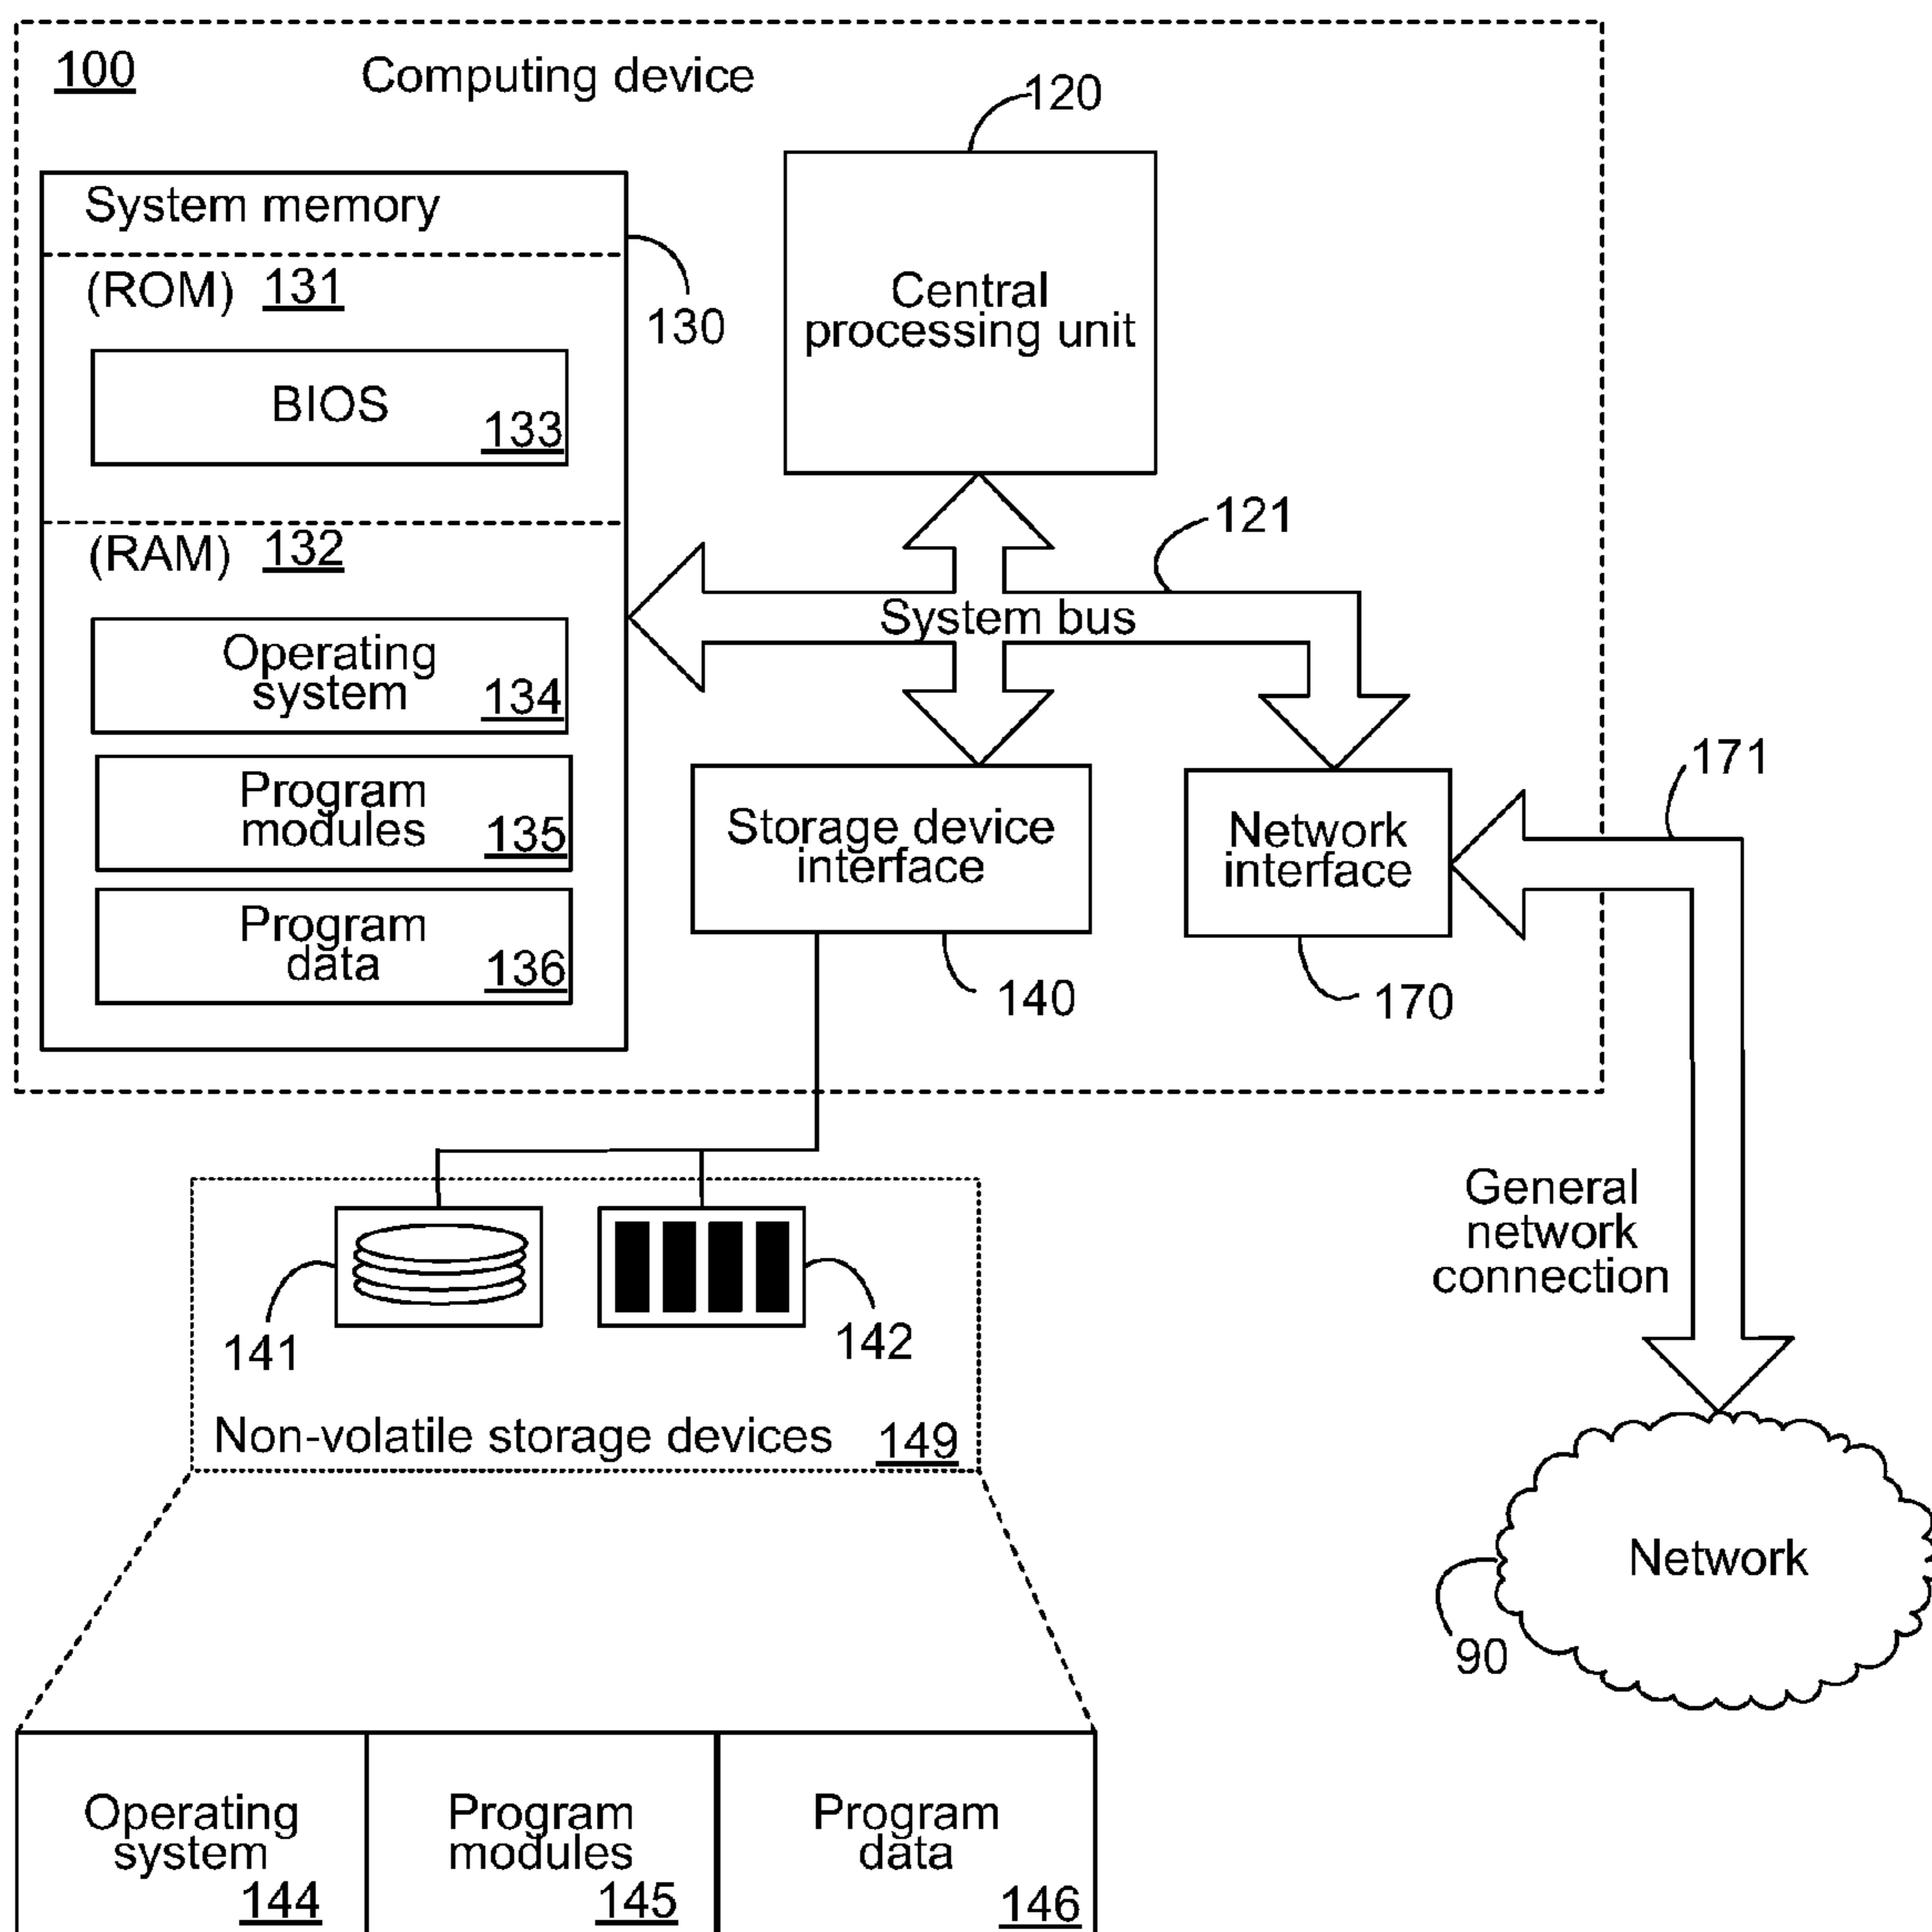 100
Computing device
120
System memory
(ROM) 131
130
Central
processing unit
BIOS
133
121
(RAM) 132
System bus
Operating
system 134
Program
modules 135
Program
data 136
Storage device
interface
140
Network
interface
170
171
General
network
connection
141
142
Non-volatile storage devices 149
Network
90
Operating
system
144
Program
modules
145
Program
data
146